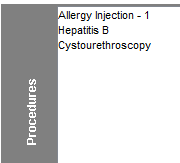 Procedures
Allergy Injection - 1
Hepatitis B
Cystourethroscopy